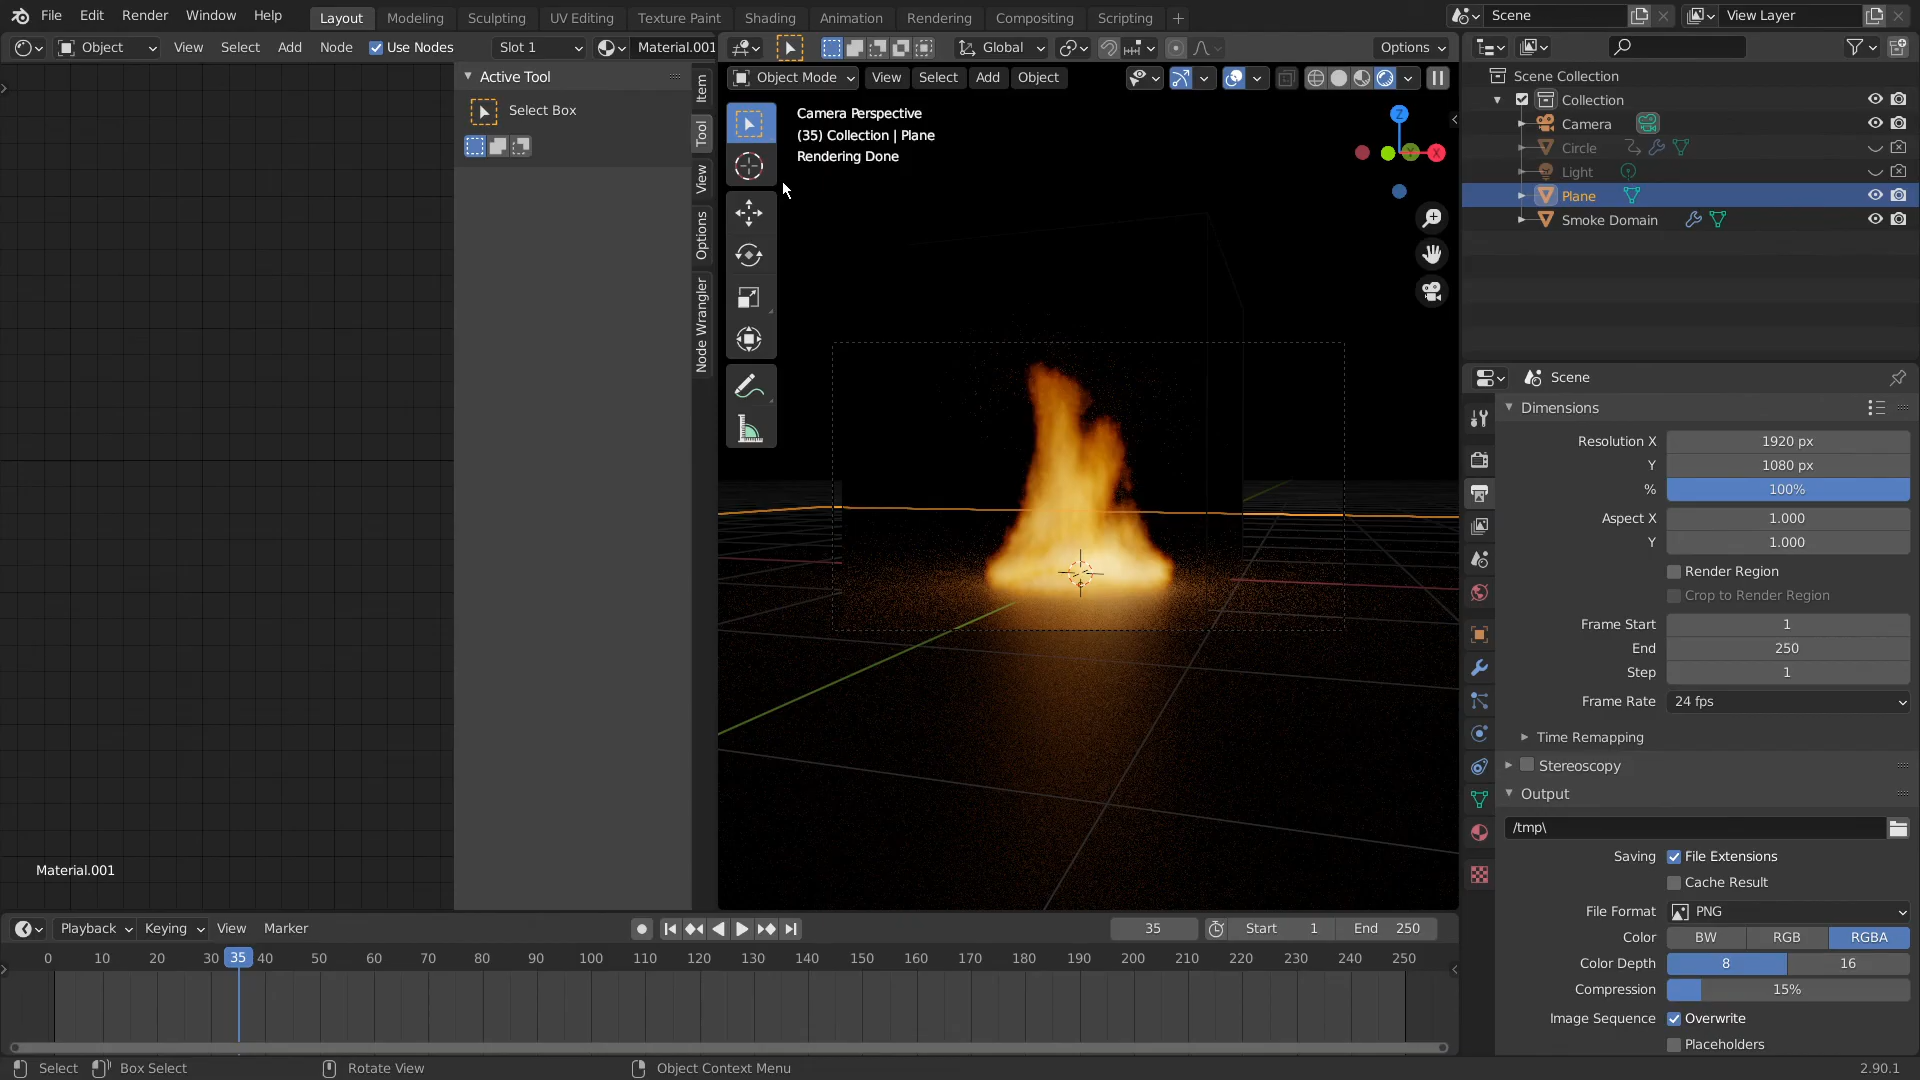 File Edit Render Window Help Layout Modeling Sculpting UV Editing Texture Paint Shading Animation Rendering Compositing Scripting + Scene View Layer
Object View Select Add Node Use Nodes Slot 1 Material.001 Global Options
Active Tool
Select Box
Item
Tool
View
Options
Node Wrangler
Object Mode View Select Add Object
Camera Perspective
(35) Collection | Plane
Rendering Done
Z
X
Scene Collection
Collection
Camera
Circle
Light
Plane
Smoke Domain
Scene
Dimensions
Resolution X 1920 px
Y 1080 px
% 100%
Aspect X 1.000
Y 1.000
Render Region
Crop to Render Region
Frame Start 1
End 250
Step 1
Frame Rate 24 fps
Time Remapping
Stereoscopy
Output
/tmp\
Saving File Extensions
Cache Result
File Format PNG
Color BW RGB RGBA
Color Depth 8 16
Compression 15%
Image Sequence Overwrite
Placeholders
Material.001
Playback Keying View Marker 35 Start 1 End 250
0 10 20 30 35 40 50 60 70 80 90 100 110 120 130 140 150 160 170 180 190 200 210 220 230 240 250
Select Box Select Rotate View Object Context Menu 2.90.1